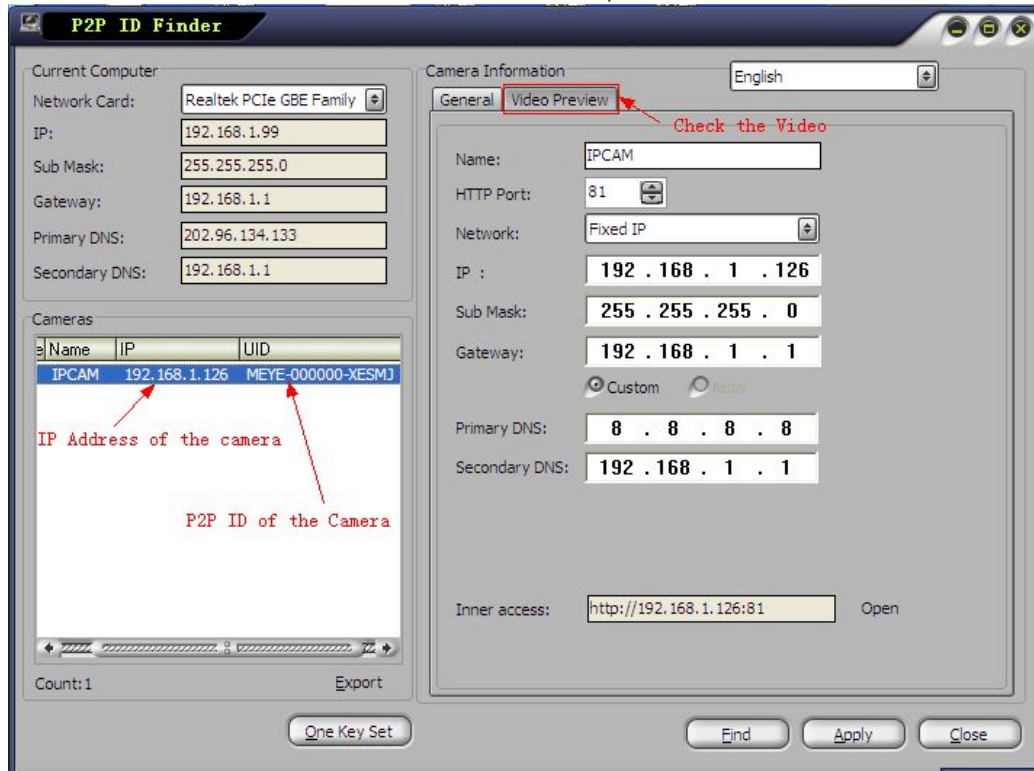 P2P ID Finder
Current Computer
Network Card: Realtek PCIe GBE Family
IP: 192.168.1.99
Sub Mask: 255.255.255.0
Gateway: 192.168.1.1
Primary DNS: 202.96.134.133
Secondary DNS: 192.168.1.1
Cameras
Name IP UID
IPCAM 192.168.1.126 MEYE-000000-XESMJ
IP Address of the camera
P2P ID of the Camera
Count:1 Export
One Key Set
Camera Information English
General Video Preview
Check the Video
Name: IPCAM
HTTP Port: 81
Network: Fixed IP
IP : 192 . 168 . 1 . 126
Sub Mask: 255 . 255 . 255 . 0
Gateway: 192 . 168 . 1 . 1
Custom Auto
Primary DNS: 8 . 8 . 8 . 8
Secondary DNS: 192 . 168 . 1 . 1
Inner access: http://192.168.1.126:81 Open
Find Apply Close